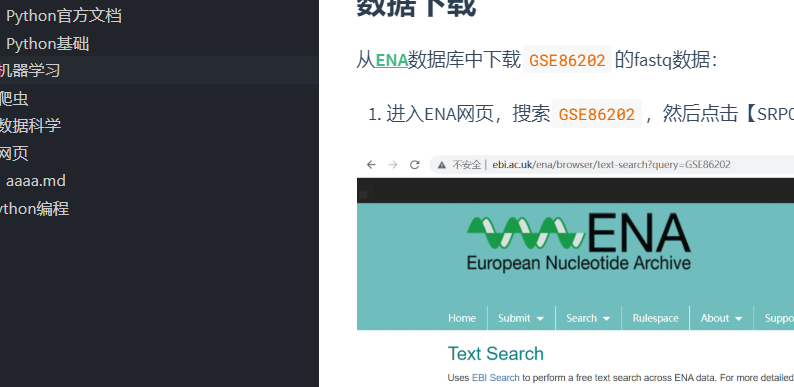 Python官方文档
Python基础
机器学习
爬虫
数据科学
网页
aaaa.md
ython编程
数据下载
从ENA数据库中下载 GSE86202 的fastq数据：
1. 进入ENA网页，搜索 GSE86202 ，然后点击【SRP0
不安全 | ebi.ac.uk/ena/browser/text-search?query=GSE86202
ENA
European Nucleotide Archive
Home Submit Search Rulespace About Suppo
Text Search
Uses EBI Search to perform a free text search across ENA data. For more detailed